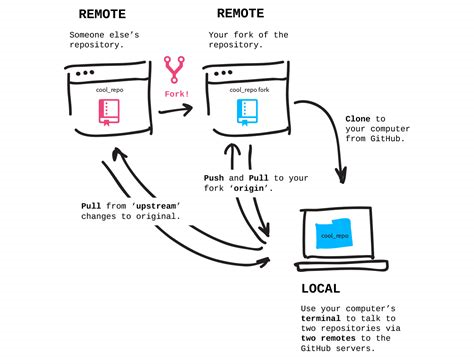 REMOTE
Someone else's
repository.
cool_repo
Fork!
REMOTE
Your fork of the
repository.
cool_repo fork
Clone to
your computer
from GitHub.
Push and Pull to your
fork 'origin'.
Pull from 'upstream'
changes to original.
cool_repo
LOCAL
Use your computer's
terminal to talk to
two repositories via
two remotes to the
GitHub servers.